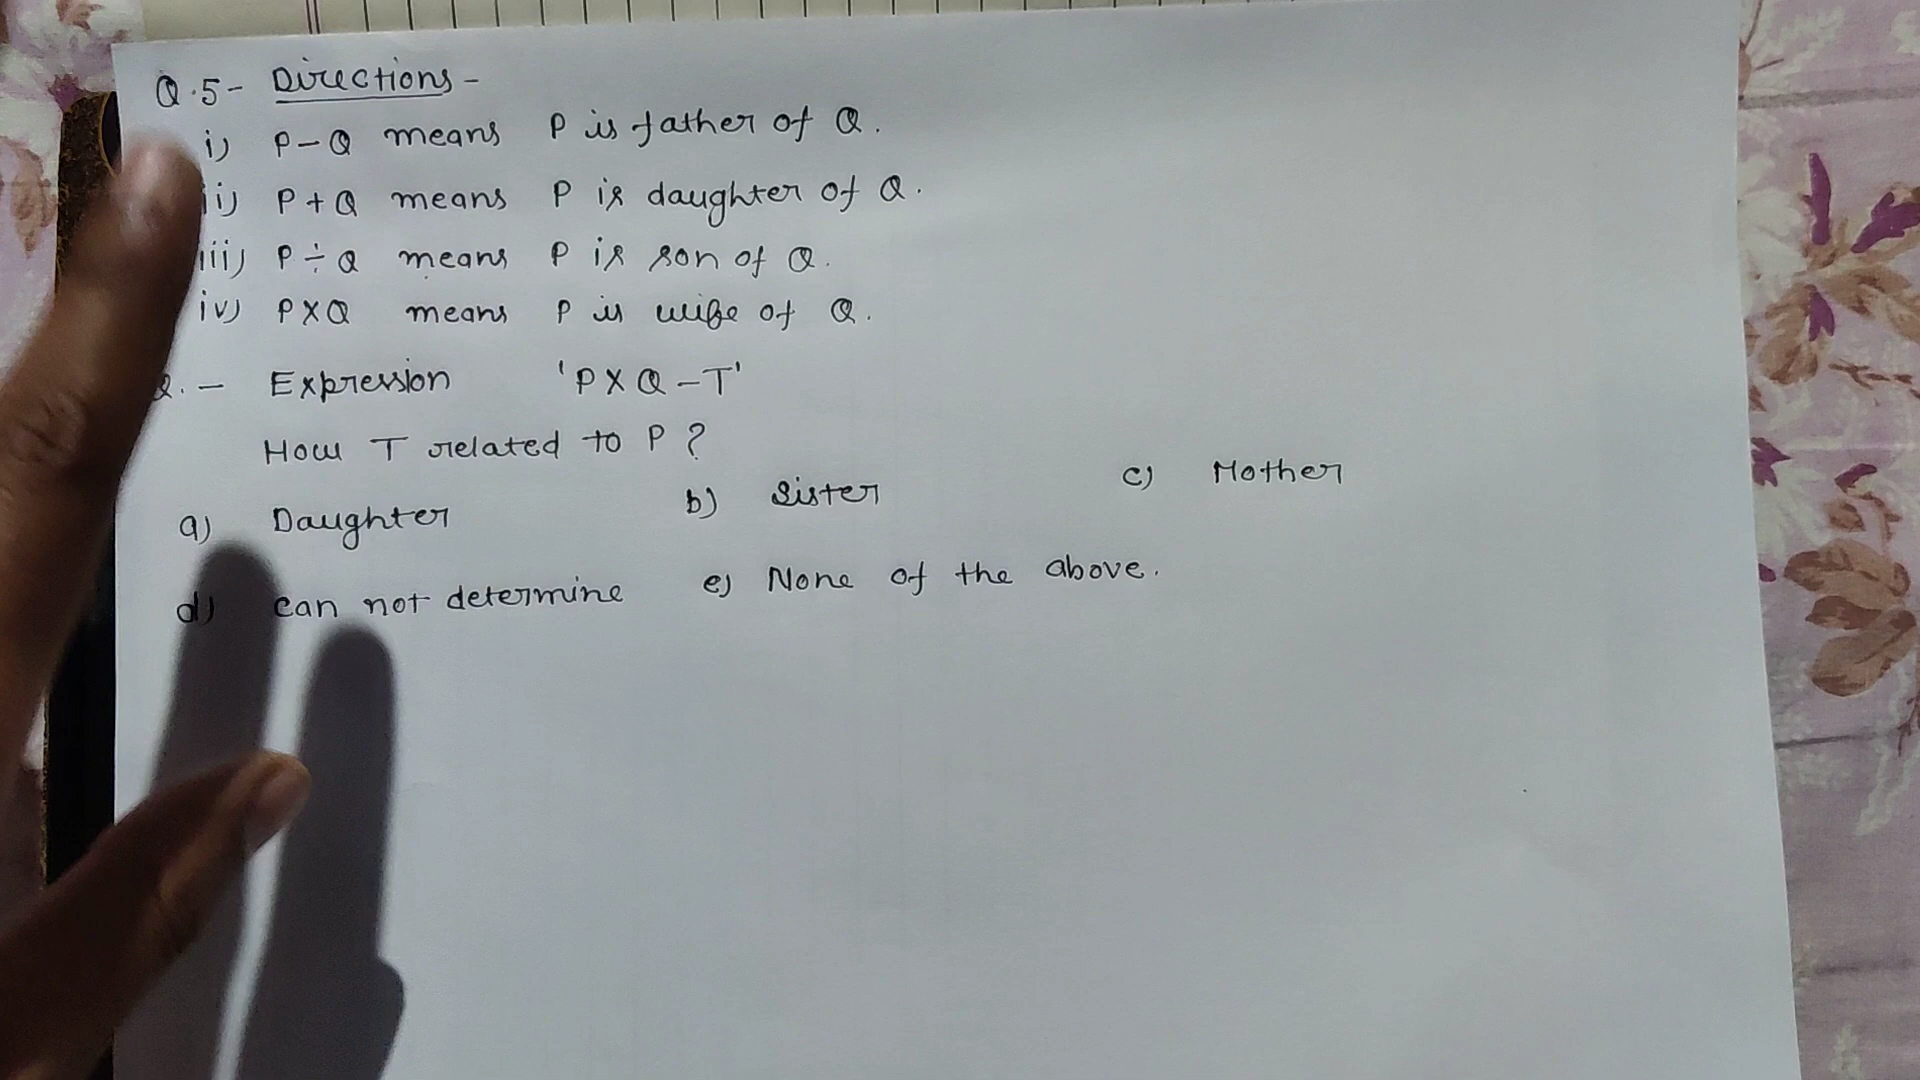 Q.5- Directions -
i) P-Q means P is father of Q.
ii) P+Q means P is daughter of Q.
iii) P÷Q means P is son of Q.
iv) P×Q means P is wife of Q.
Q. - Expression 'P×Q-T'
How T related to P ?
a) Daughter b) Sister c) Mother
d) can not determine e) None of the above.